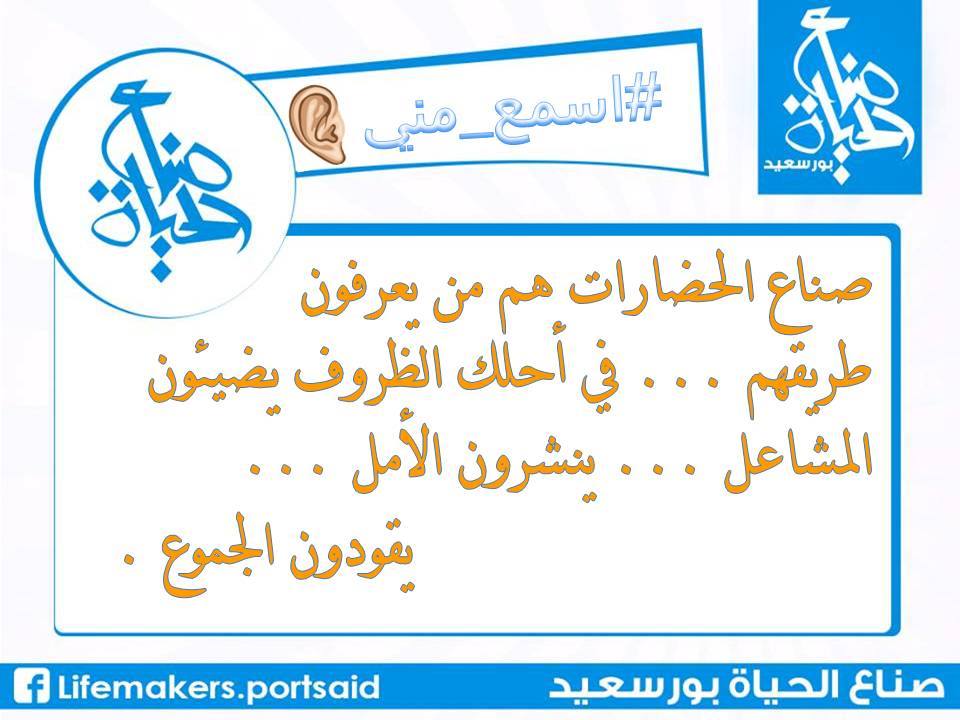 #اسمع_مني
صناع الحياة
بورسعيد
صناع الحياة
صناع الحضارات هم من يعرفون
طريقهم ... في أحلك الظروف يضيئون
المشاعل ... ينشرون الأمل ...
يقودون الجموع .
Lifemakers.portsaid
صناع الحياة بورسعيد